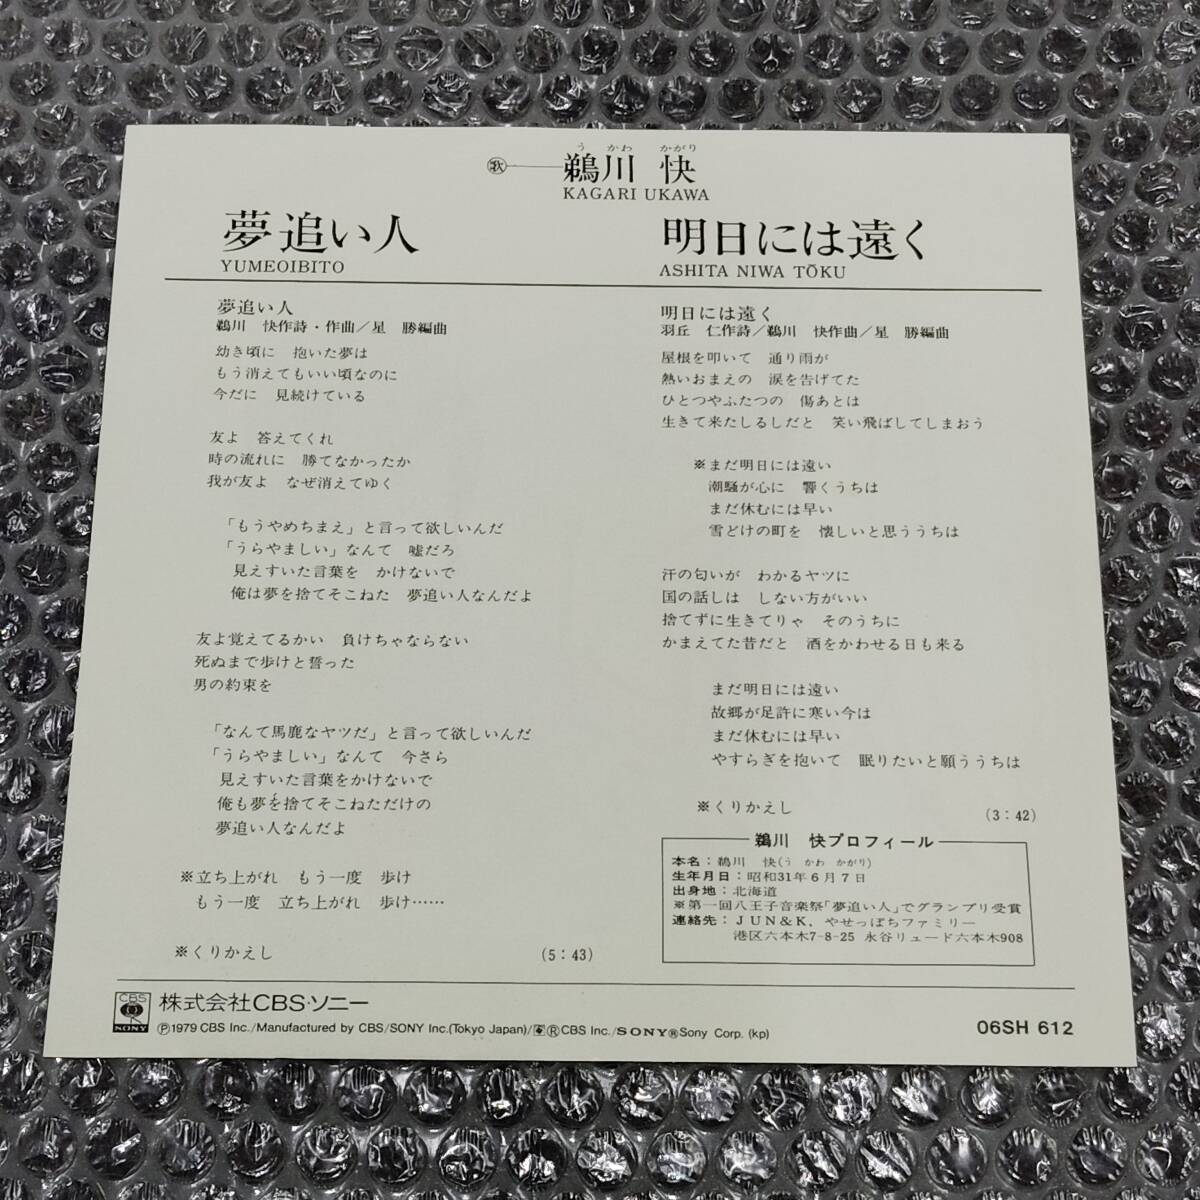 う かわ かがり
歌 鵜川 快
KAGARI UKAWA
夢追い人
YUMEOIBITO
明日には遠く
ASHITA NIWA TŌKU
夢追い人
鵜川 快作詩・作曲/星 勝編曲
幼き頃に 抱いた夢は
もう消えてもいい頃なのに
今だに 見続けている
友よ 答えてくれ
時の流れに 勝てなかったか
我が友よ なぜ消えてゆく
「もうやめちまえ」と言って欲しいんだ
「うらやましい」なんて 嘘だろ
見えすいた言葉を かけないで
俺は夢を捨てそこねた 夢追い人なんだよ
友よ覚えてるかい 負けちゃならない
死ぬまで歩けと誓った
男の約束を
「なんて馬鹿なヤツだ」と言って欲しいんだ
「うらやましい」なんて 今さら
見えすいた言葉をかけないで
俺も夢を捨てそこねただけの
夢追い人なんだよ
※立ち上がれ もう一度 歩け
もう一度 立ち上がれ 歩け……
※くりかえし (5:43)
明日には遠く
羽丘 仁作詩/鵜川 快作曲/星 勝編曲
屋根を叩いて 通り雨が
熱いおまえの 涙を告げてた
ひとつやふたつの 傷あとは
生きて来たしるしだと 笑い飛ばしてしまおう
※まだ明日には遠い
潮騒が心に 響くうちは
まだ休むには早い
雪どけの町を 懐しいと思ううちは
汗の匂いが わかるヤツに
国の話しは しない方がいい
捨てずに生きてりゃ そのうちに
かまえてた昔だと 酒をかわせる日も来る
まだ明日には遠い
故郷が足許に寒い今は
まだ休むには早い
やすらぎを抱いて 眠りたいと願ううちは
※くりかえし (3:42)
鵜川 快プロフィール
本名:鵜川 快(う かわ かがり)
生年月日:昭和31年6月7日
出身地:北海道
※第一回八王子音楽祭「夢追い人」でグランプリ受賞
連絡先:JUN&K、やせっぽちファミリー
港区六本木7-8-25 永谷リュード六本木908
CBS SONY 株式会社CBS・ソニー
Ⓟ1979 CBS Inc./Manufactured by CBS/SONY Inc.(Tokyo Japan)/®CBS Inc./SONY®Sony Corp. (kp)
06SH 612